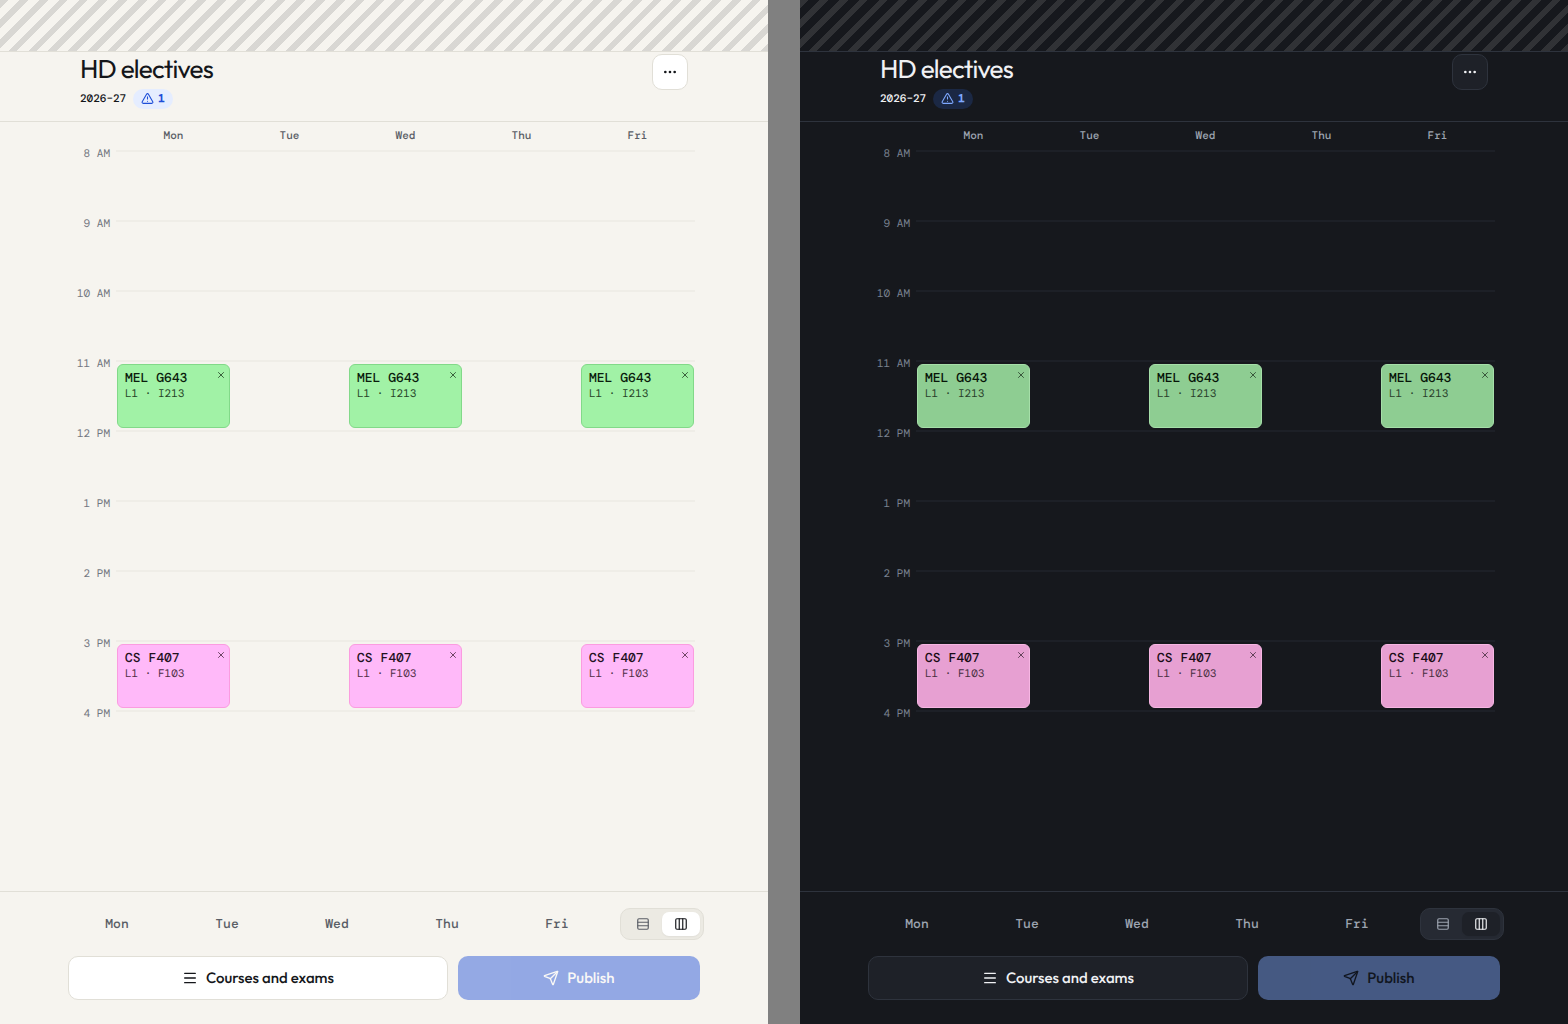 HD electives
2026-27 1
Mon Tue Wed Thu Fri
8 AM
9 AM
10 AM
11 AM
MEL G643 MEL G643 MEL G643
L1 · I213 L1 · I213 L1 · I213
12 PM
1 PM
2 PM
3 PM
CS F407 CS F407 CS F407
L1 · F103 L1 · F103 L1 · F103
4 PM
Mon Tue Wed Thu Fri
Courses and exams Publish
HD electives
2026-27 1
Mon Tue Wed Thu Fri
8 AM
9 AM
10 AM
11 AM
MEL G643 MEL G643 MEL G643
L1 · I213 L1 · I213 L1 · I213
12 PM
1 PM
2 PM
3 PM
CS F407 CS F407 CS F407
L1 · F103 L1 · F103 L1 · F103
4 PM
Mon Tue Wed Thu Fri
Courses and exams Publish